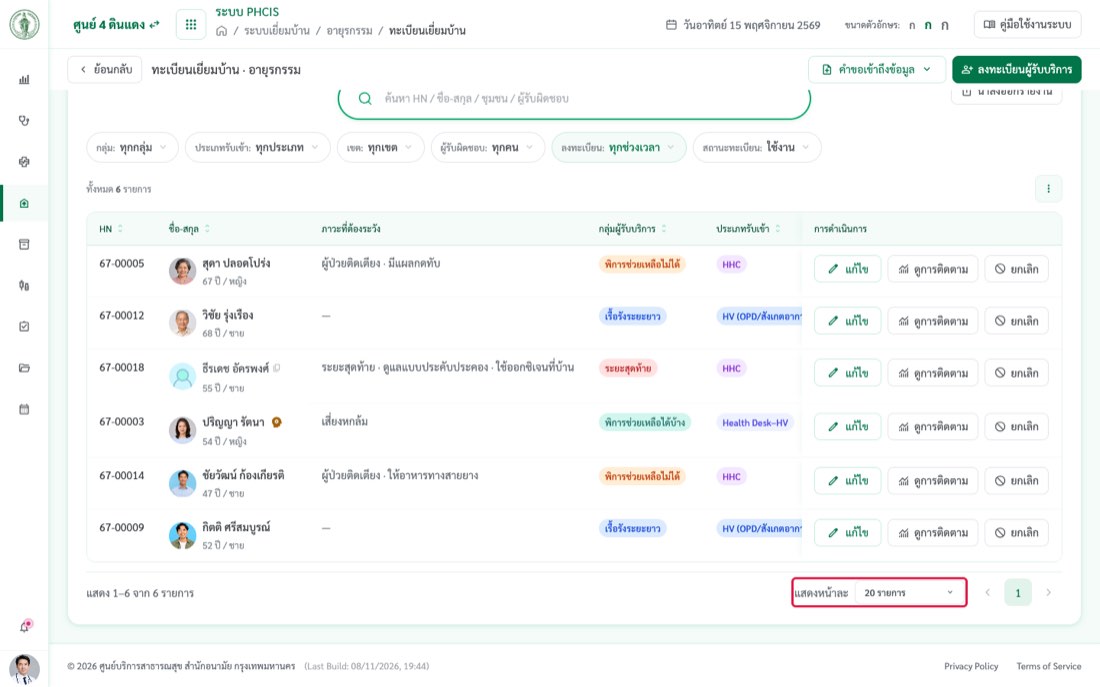 ศูนย์ 4 ดินแดง
ระบบ PHCIS
/ ระบบเยี่ยมบ้าน / อายุรกรรม / ทะเบียนเยี่ยมบ้าน
วันอาทิตย์ 15 พฤศจิกายน 2569
ขนาดตัวอักษร: ก ก ก
คู่มือใช้งานระบบ
ย้อนกลับ
ทะเบียนเยี่ยมบ้าน · อายุรกรรม
คำขอเข้าถึงข้อมูล
ลงทะเบียนผู้รับบริการ
ค้นหา HN / ชื่อ-สกุล / ชุมชน / ผู้รับผิดชอบ
นำส่งออกรายงาน
กลุ่ม: ทุกกลุ่ม
ประเภทรับเข้า: ทุกประเภท
เขต: ทุกเขต
ผู้รับผิดชอบ: ทุกคน
ลงทะเบียน: ทุกช่วงเวลา
สถานะทะเบียน: ใช้งาน
ทั้งหมด 6 รายการ
HN ชื่อ-สกุล ภาวะที่ต้องระวัง กลุ่มผู้รับบริการ ประเภทรับเข้า การดำเนินการ
67-00005 สุดา ปลอดโปร่ง ผู้ป่วยติดเตียง · มีแผลกดทับ พิการช่วยเหลือไม่ได้ HHC แก้ไข ดูการติดตาม ยกเลิก
67 ปี / หญิง
67-00012 วิชัย รุ่งเรือง — เรื้อรังระยะยาว HV (OPD/สังเกตอาก แก้ไข ดูการติดตาม ยกเลิก
68 ปี / ชาย
67-00018 ธีรเดช อัครพงศ์ ระยะสุดท้าย · ดูแลแบบประคับประคอง · ใช้ออกซิเจนที่บ้าน ระยะสุดท้าย HHC แก้ไข ดูการติดตาม ยกเลิก
55 ปี / ชาย
67-00003 ปริญญา รัตนา เสี่ยงหกล้ม พิการช่วยเหลือได้บ้าง Health Desk-HV แก้ไข ดูการติดตาม ยกเลิก
54 ปี / หญิง
67-00014 ชัยวัฒน์ ก้องเกียรติ ผู้ป่วยติดเตียง · ให้อาหารทางสายยาง พิการช่วยเหลือไม่ได้ HHC แก้ไข ดูการติดตาม ยกเลิก
47 ปี / ชาย
67-00009 กิตติ ศรีสมบูรณ์ — เรื้อรังระยะยาว HV (OPD/สังเกตอาก แก้ไข ดูการติดตาม ยกเลิก
52 ปี / ชาย
แสดง 1–6 จาก 6 รายการ
แสดงหน้าละ 20 รายการ
1
© 2026 ศูนย์บริการสาธารณสุข สำนักอนามัย กรุงเทพมหานคร (Last Build: 08/11/2026, 19:44)
Privacy Policy Terms of Service